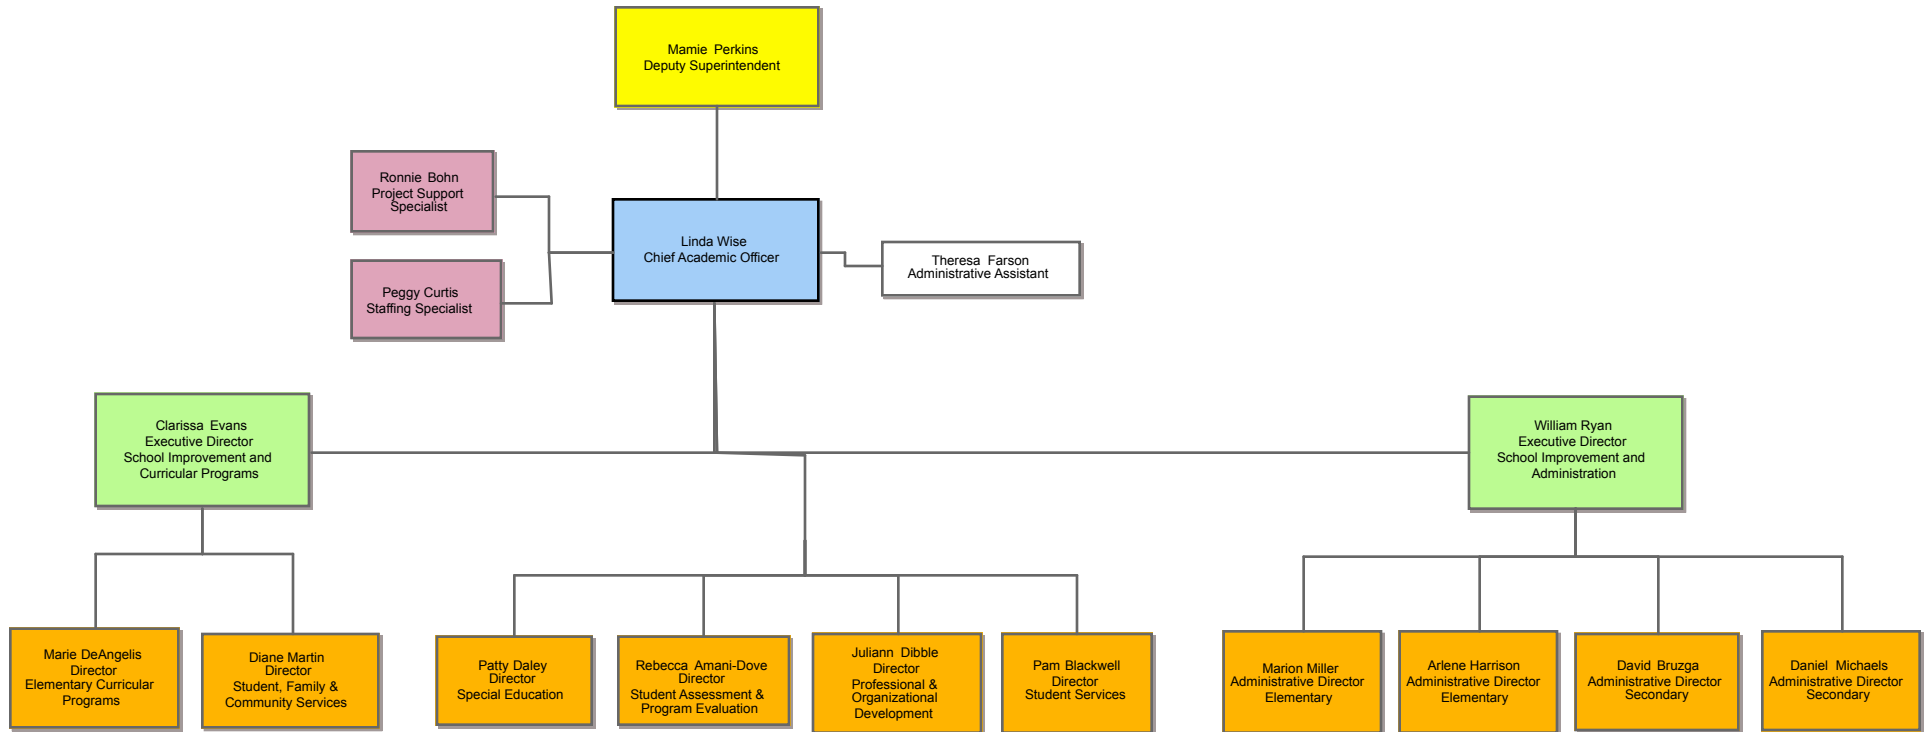 Mamie Perkins
Deputy Superintendent
Ronnie Bohn
Project Support
Specialist
Linda Wise
Chief Academic Officer
Theresa Farson
Administrative Assistant
Peggy Curtis
Staffing Specialist
Clarissa Evans
Executive Director
School Improvement and
Curricular Programs
William Ryan
Executive Director
School Improvement and
Administration
Marie DeAngelis
Director
Elementary Curricular
Programs
Diane Martin
Director
Student, Family &
Community Services
Patty Daley
Director
Special Education
Rebecca Amani-Dove
Director
Student Assessment &
Program Evaluation
Juliann Dibble
Director
Professional &
Organizational
Development
Pam Blackwell
Director
Student Services
Marion Miller
Administrative Director
Elementary
Arlene Harrison
Administrative Director
Elementary
David Bruzga
Administrative Director
Secondary
Daniel Michaels
Administrative Director
Secondary